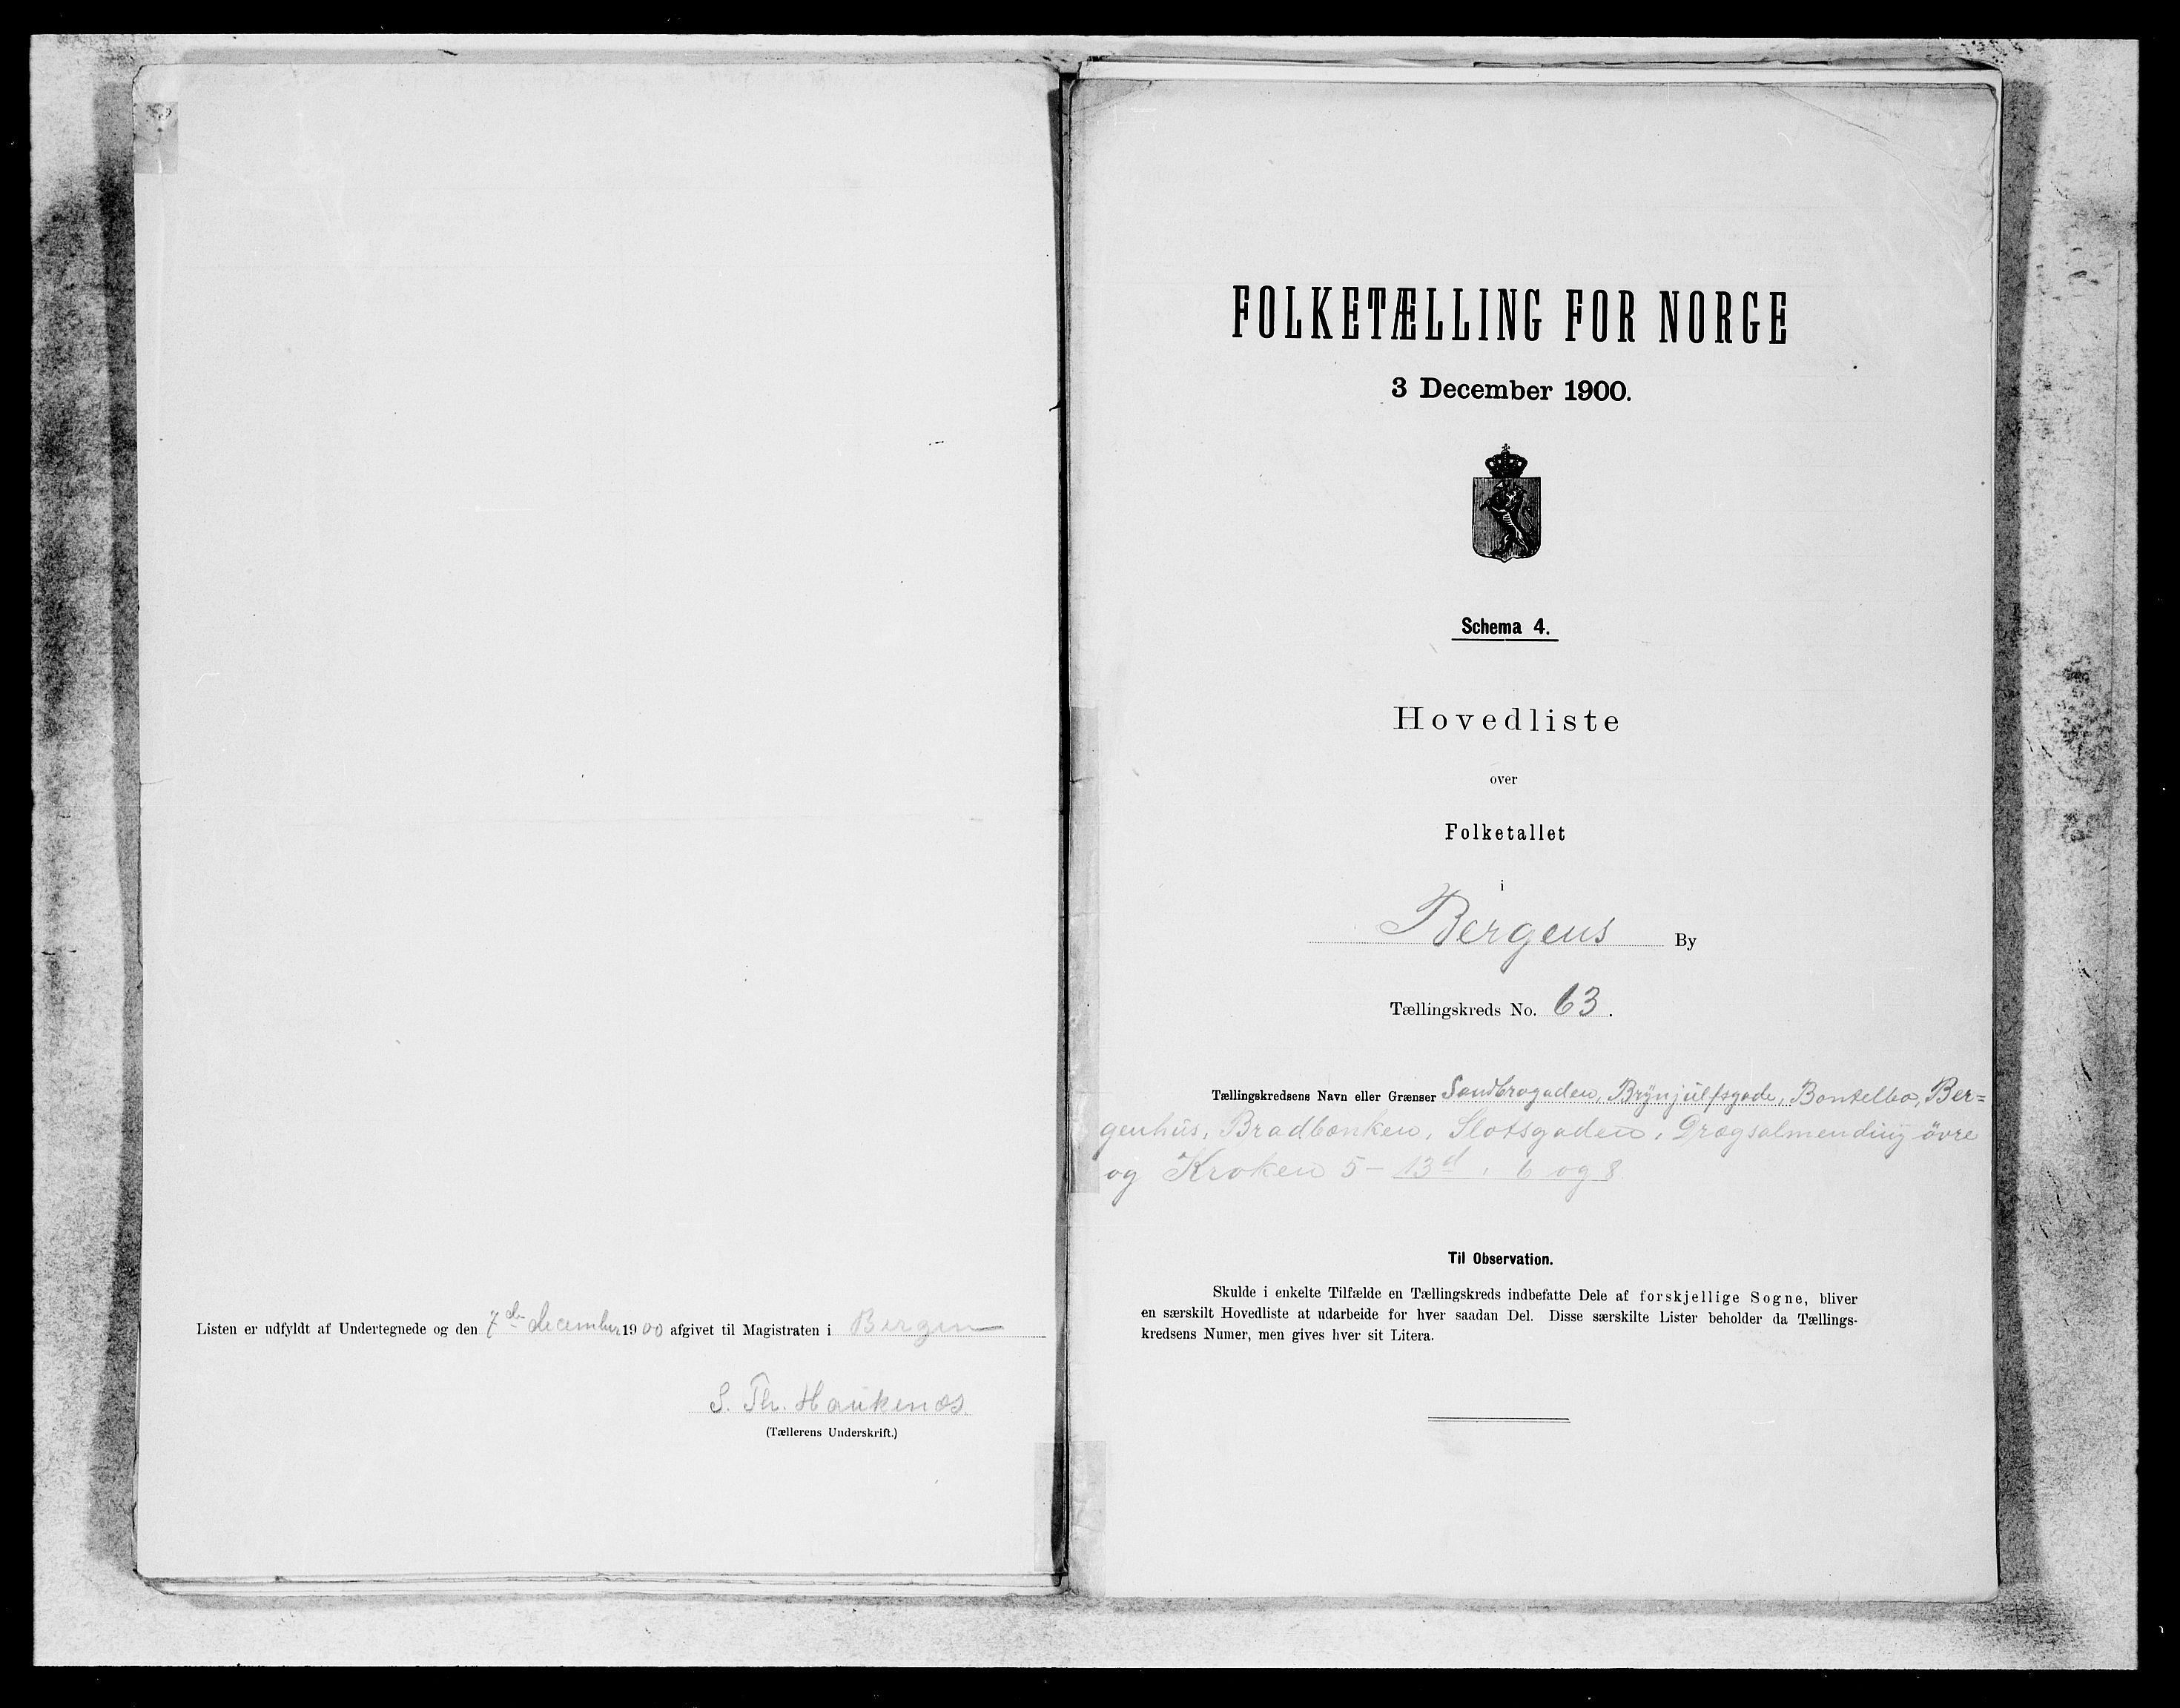 Listen er udfyldt af Undertegnede og den 7de december 1900 afgivet til Magistraten i Bergen
S. Th. Haukenæs
(Tællerens Underskrift.)
FOLKETÆLLING FOR NORGE
3 December 1900.
Schema 4.
Hovedliste
over
Folketallet
i
Bergens By
Tællingskreds No. 63.
Tællingskredsens Navn eller Grænser Sandbrogaden, Brynjulfsgade, Bontelbo, Ber=
genhus, Bradbænken, Slotsgaden, Drægsalmending övre
og Kroken 5 - 13d, 6 og 8
Til Observation.
Skulde i enkelte Tilfælde en Tællingskreds indbefatte Dele af forskjellige Sogne, bliver
en særskilt Hovedliste at udarbeide for hver saadan Del. Disse særskilte Lister beholder da Tællings-
kredsens Numer, men gives hver sit Litera.